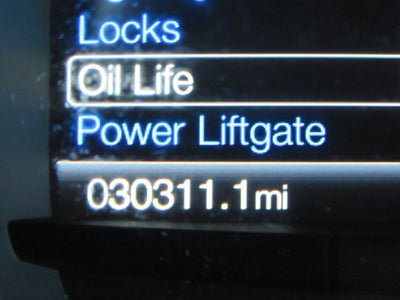 Locks
Oil Life
Power Liftgate
030311.1mi